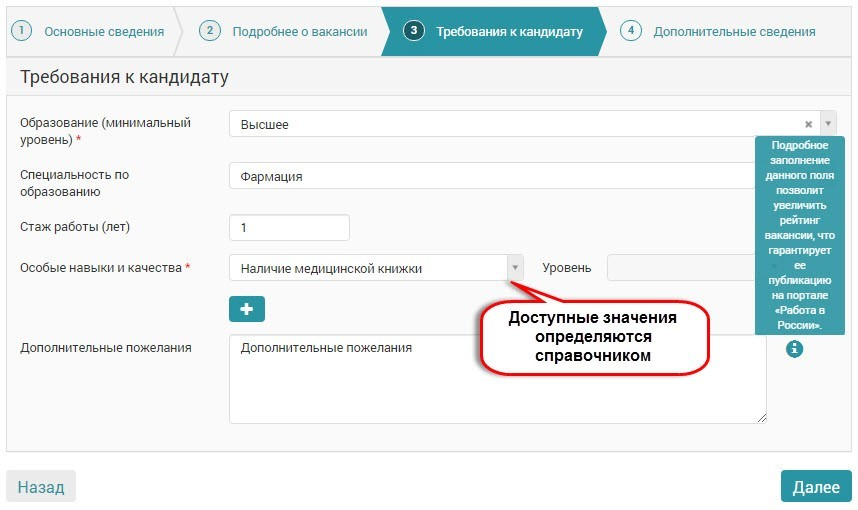 1 Основные сведения 2 Подробнее о вакансии 3 Требования к кандидату 4 Дополнительные сведения
Требования к кандидату
Образование (минимальный
уровень) *
Высшее
Специальность по
образованию
Фармация
Стаж работы (лет)
1
Особые навыки и качества *
Наличие медицинской книжки
Уровень
Доступные значения
определяются
справочником
Подробное
заполнение
данного поля
позволит
увеличить
рейтинг
вакансии, что
гарантирует
ее
публикацию
на портале
«Работа в
России».
Дополнительные пожелания
Дополнительные пожелания
Назад
Далее